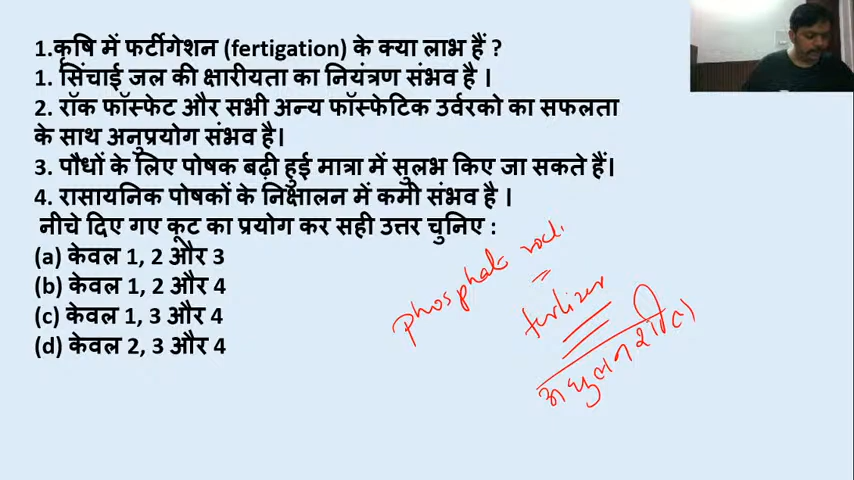 1.कृषि में फर्टीगेशन (fertigation) के क्या लाभ हैं ?
1. सिंचाई जल की क्षारीयता का नियंत्रण संभव है ।
2. रॉक फॉस्फेट और सभी अन्य फॉस्फेटिक उर्वरको का सफलता
के साथ अनुप्रयोग संभव है।
3. पौधों के लिए पोषक बढ़ी हुई मात्रा में सुलभ किए जा सकते हैं।
4. रासायनिक पोषकों के निक्षालन में कमी संभव है ।
नीचे दिए गए कूट का प्रयोग कर सही उत्तर चुनिए :
(a) केवल 1, 2 और 3
(b) केवल 1, 2 और 4
(c) केवल 1, 3 और 4
(d) केवल 2, 3 और 4
phosphate rock